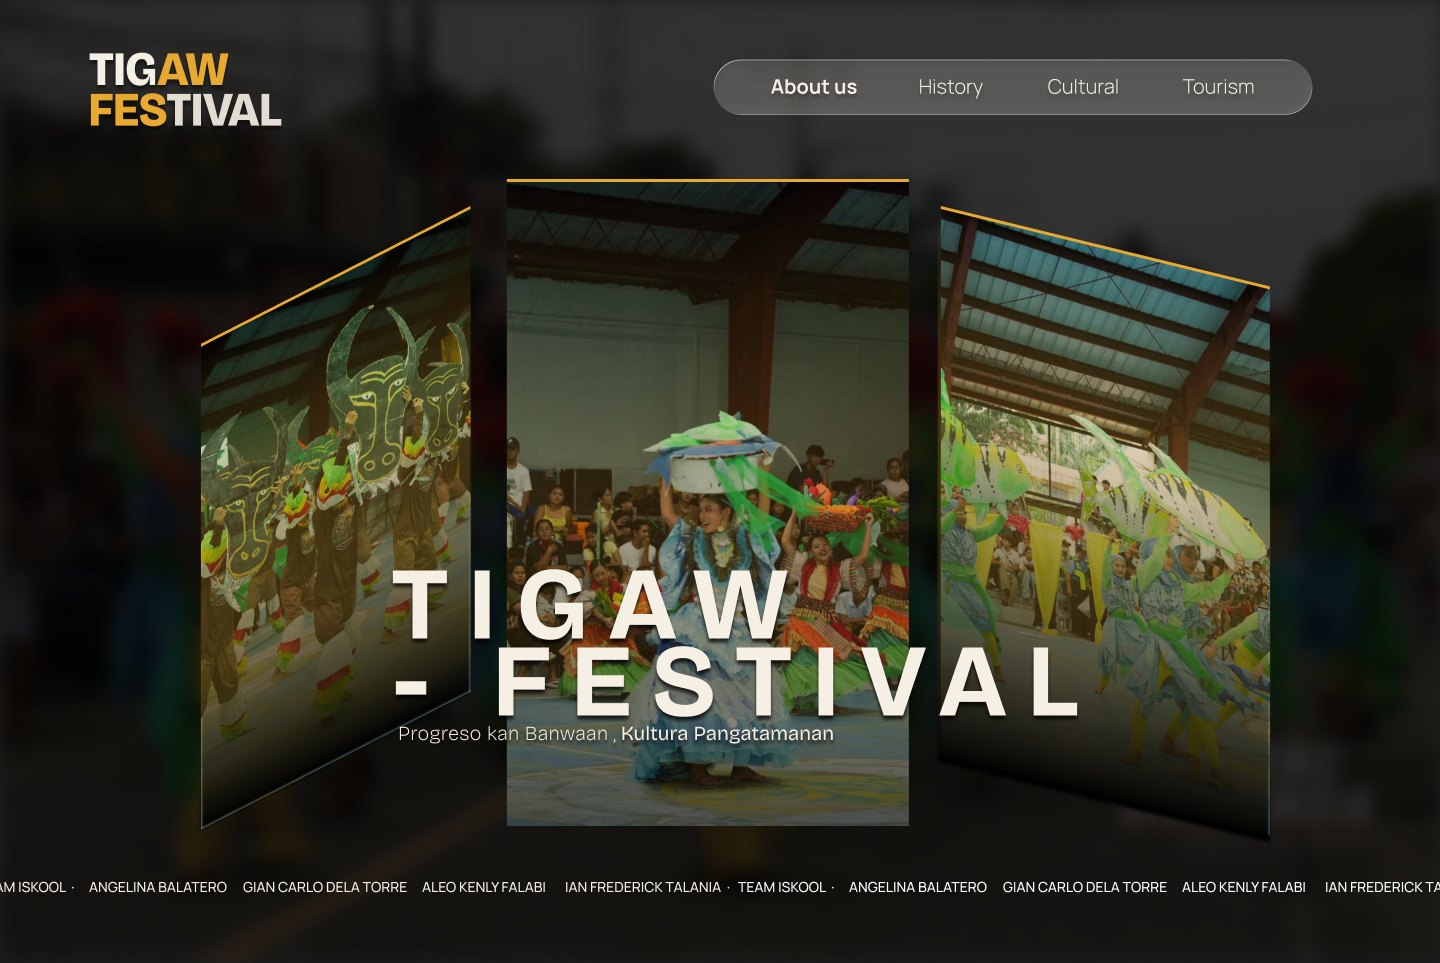 TIGAW
FESTIVAL
About us History Cultural Tourism
TIGAW
- FESTIVAL
Progreso kan Banwaan , Kultura Pangatamanan
AM ISKOOL · ANGELINA BALATERO GIAN CARLO DELA TORRE ALEO KENLY FALABI IAN FREDERICK TALANIA · TEAM ISKOOL · ANGELINA BALATERO GIAN CARLO DELA TORRE ALEO KENLY FALABI IAN FREDERICK TA